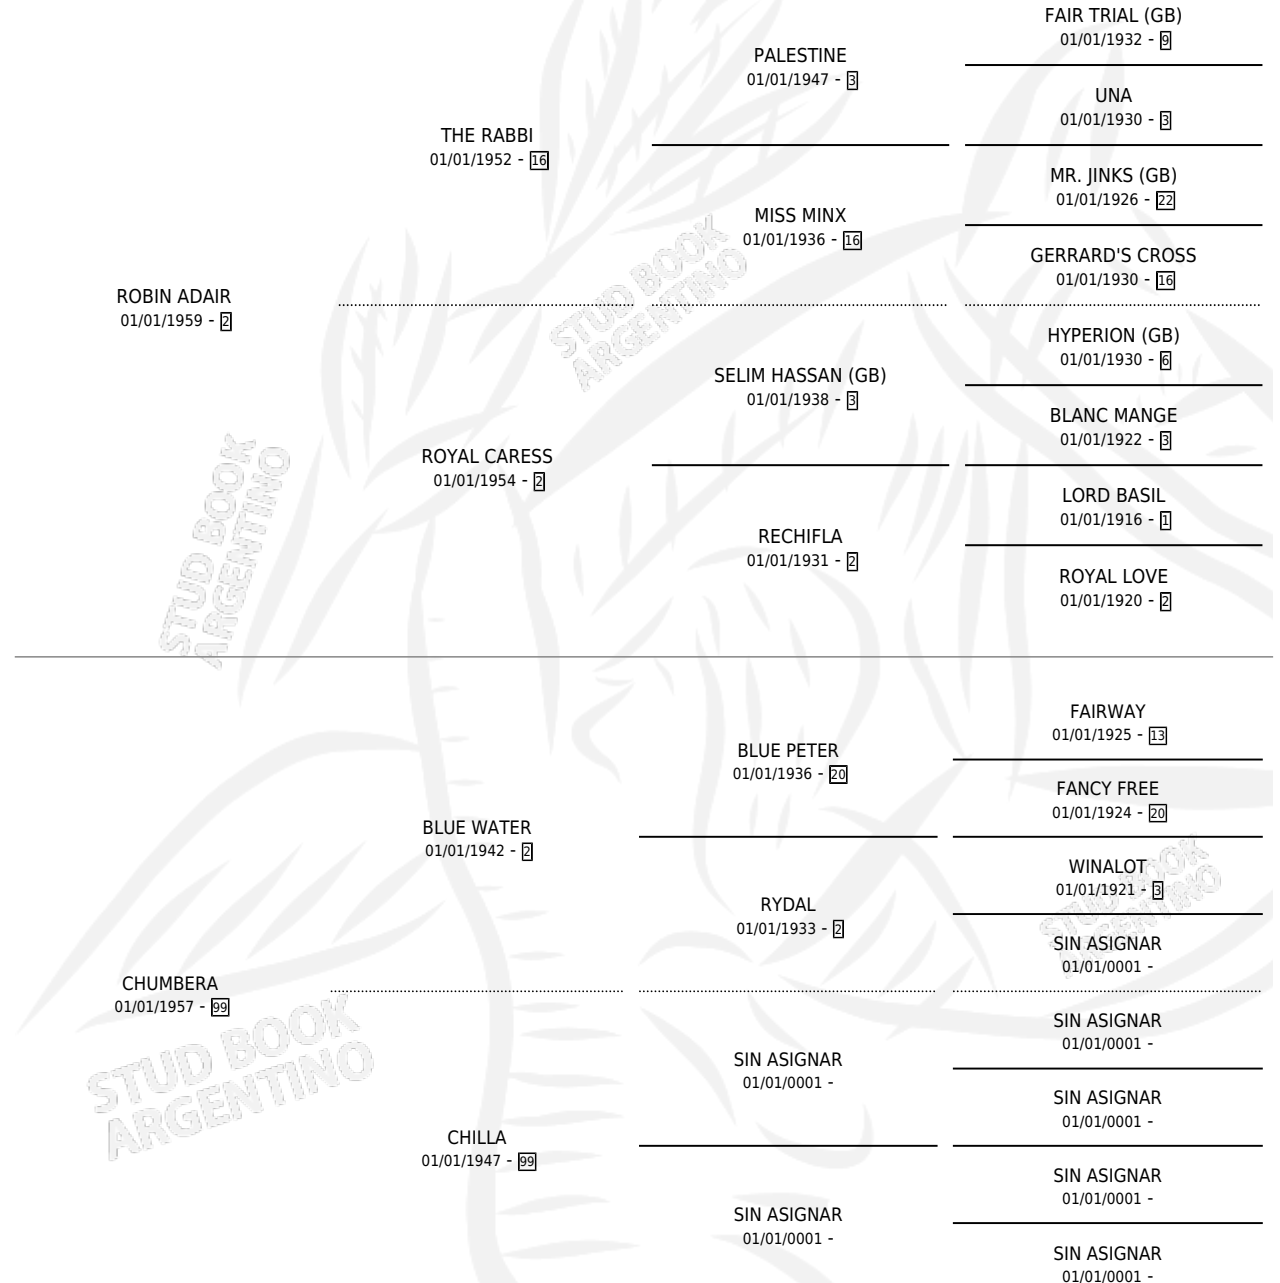 FAIR TRIAL (GB)
01/01/1932 - 9
PALESTINE
01/01/1947 - 3
UNA
01/01/1930 - 3
THE RABBI
01/01/1952 - 16
MR. JINKS (GB)
01/01/1926 - 22
MISS MINX
01/01/1936 - 16
GERRARD'S CROSS
01/01/1930 - 16
ROBIN ADAIR
01/01/1959 - 2
HYPERION (GB)
01/01/1930 - 6
SELIM HASSAN (GB)
01/01/1938 - 3
BLANC MANGE
01/01/1922 - 3
ROYAL CARESS
01/01/1954 - 2
LORD BASIL
01/01/1916 - 1
RECHIFLA
01/01/1931 - 2
ROYAL LOVE
01/01/1920 - 2
STUD BOOK
ARGENTINO
STUD BOOK
ARGENTINO
FAIRWAY
01/01/1925 - 13
BLUE PETER
01/01/1936 - 20
FANCY FREE
01/01/1924 - 20
BLUE WATER
01/01/1942 - 2
WINALOT
01/01/1921 - 3
RYDAL
01/01/1933 - 2
SIN ASIGNAR
01/01/0001 -
CHUMBERA
01/01/1957 - 99
SIN ASIGNAR
01/01/0001 -
SIN ASIGNAR
01/01/0001 -
SIN ASIGNAR
01/01/0001 -
CHILLA
01/01/1947 - 99
SIN ASIGNAR
01/01/0001 -
SIN ASIGNAR
01/01/0001 -
SIN ASIGNAR
01/01/0001 -
STUD BOOK
ARGENTINO
STUD BOOK
ARGENTINO